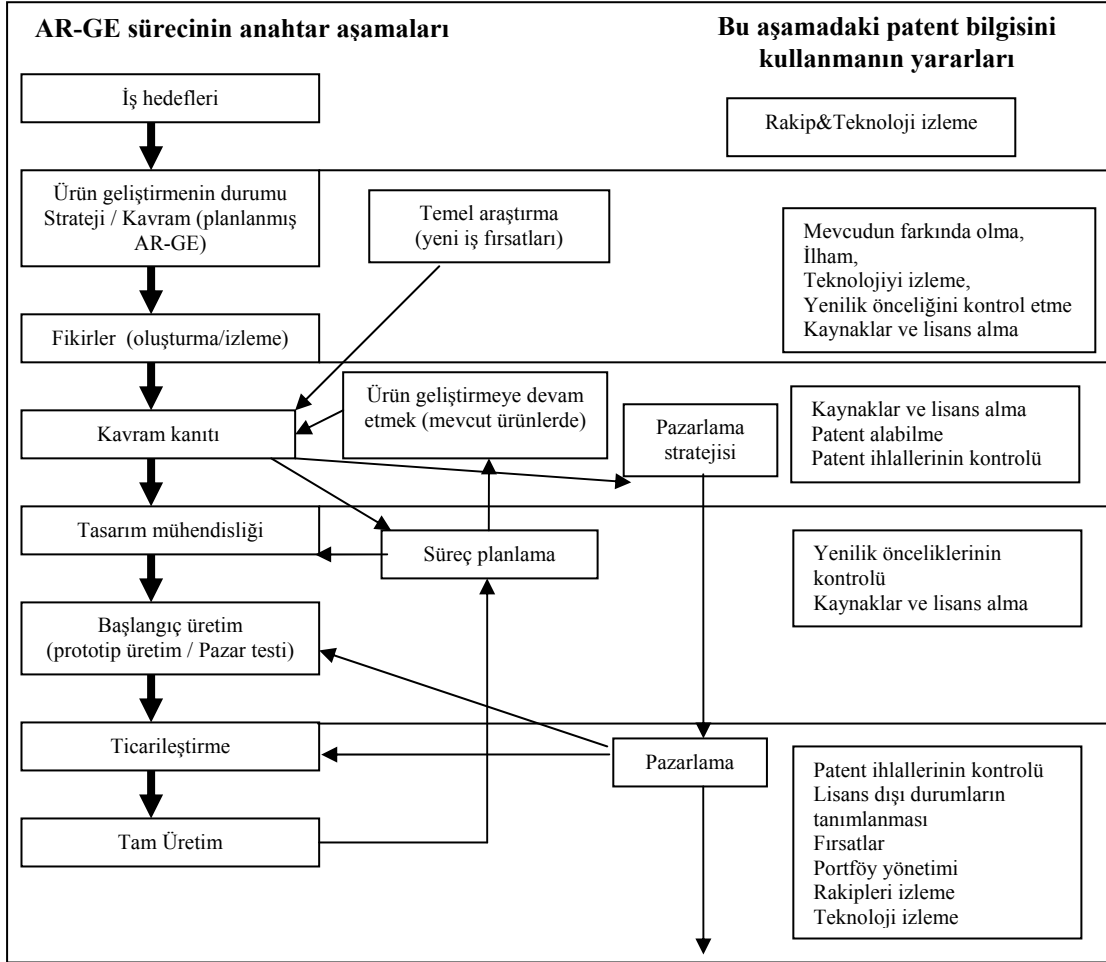 AR-GE sürecinin anahtar aşamaları
Bu aşamadaki patent bilgisini
kullanmanın yararları
İş hedefleri
Rakip&Teknoloji izleme
Ürün geliştirmenin durumu
Strateji / Kavram (planlanmış
AR-GE)
Temel araştırma
(yeni iş fırsatları)
Mevcudun farkında olma,
İlham,
Teknolojiyi izleme,
Yenilik önceliğini kontrol etme
Kaynaklar ve lisans alma
Fikirler (oluşturma/izleme)
Kavram kanıtı
Ürün geliştirmeye devam
etmek (mevcut ürünlerde)
Pazarlama
stratejisi
Kaynaklar ve lisans alma
Patent alabilme
Patent ihlallerinin kontrolü
Tasarım mühendisliği
Süreç planlama
Yenilik önceliklerinin
kontrolü
Kaynaklar ve lisans alma
Başlangıç üretim
(prototip üretim / Pazar testi)
Ticarileştirme
Pazarlama
Patent ihlallerinin kontrolü
Lisans dışı durumların
tanımlanması
Fırsatlar
Portföy yönetimi
Rakipleri izleme
Teknoloji izleme
Tam Üretim